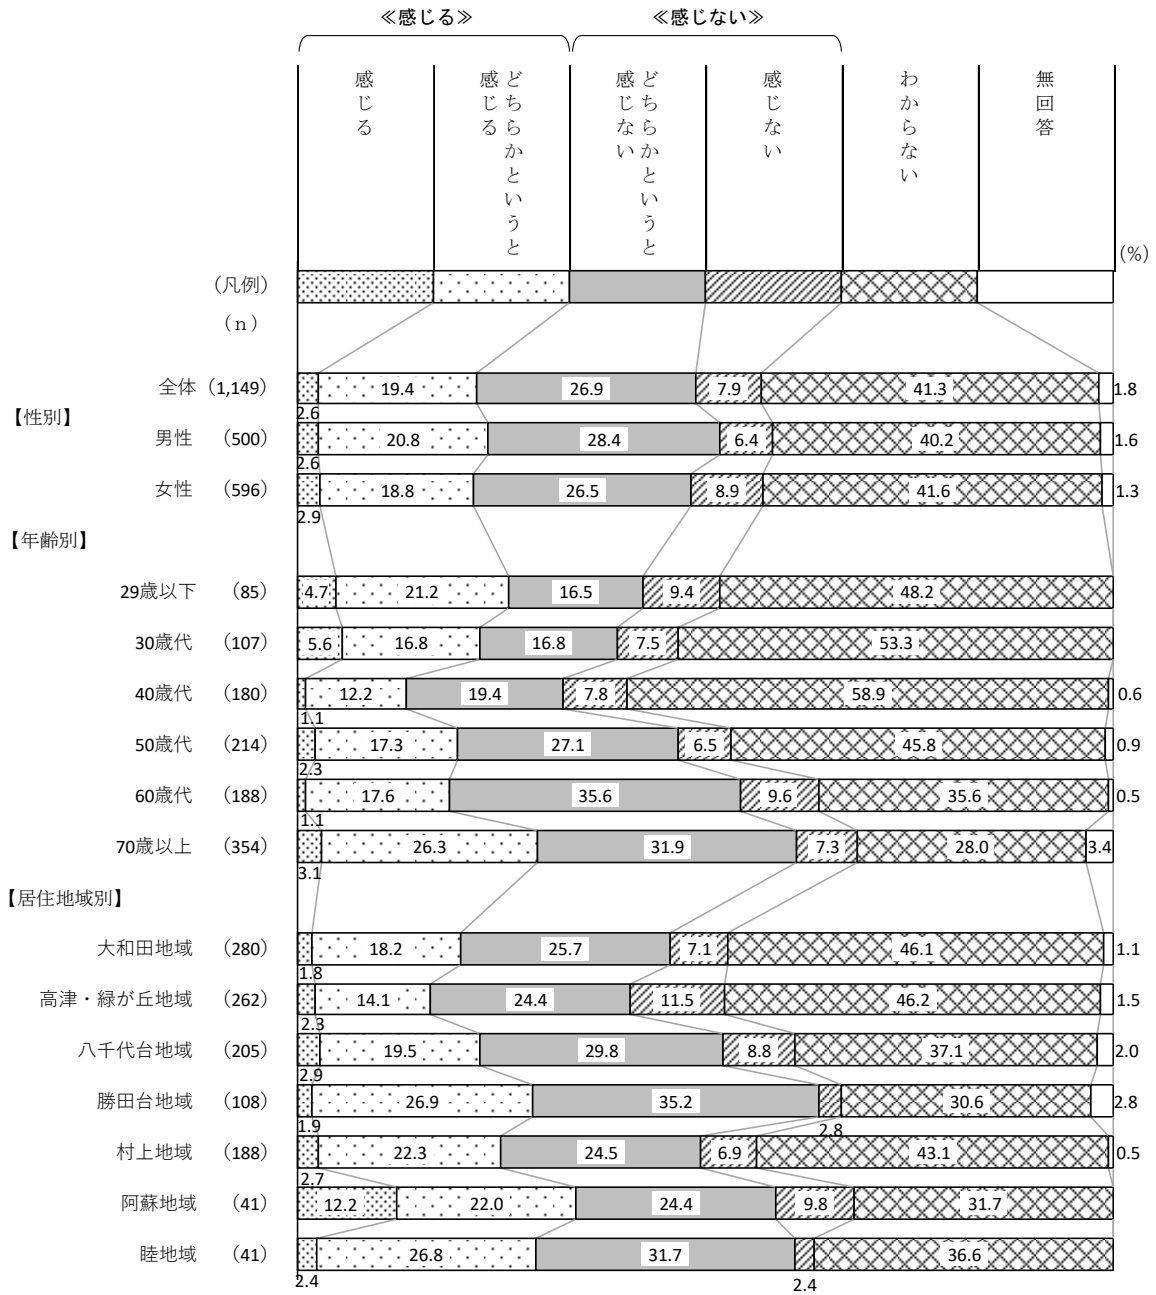 ≪感じる≫ ≪感じない≫
感じる
どちらかというと
感じる
どちらかというと
感じない
感じない
わからない
無回答
(%)
(凡例)
(ｎ)
全体 (1,149) 2.6 19.4 26.9 7.9 41.3 1.8
【性別】
男性 (500) 2.6 20.8 28.4 6.4 40.2 1.6
女性 (596) 2.9 18.8 26.5 8.9 41.6 1.3
【年齢別】
29歳以下 (85) 4.7 21.2 16.5 9.4 48.2
30歳代 (107) 5.6 16.8 16.8 7.5 53.3
40歳代 (180) 1.1 12.2 19.4 7.8 58.9 0.6
50歳代 (214) 2.3 17.3 27.1 6.5 45.8 0.9
60歳代 (188) 1.1 17.6 35.6 9.6 35.6 0.5
70歳以上 (354) 3.1 26.3 31.9 7.3 28.0 3.4
【居住地域別】
大和田地域 (280) 1.8 18.2 25.7 7.1 46.1 1.1
高津・緑が丘地域 (262) 2.3 14.1 24.4 11.5 46.2 1.5
八千代台地域 (205) 2.9 19.5 29.8 8.8 37.1 2.0
勝田台地域 (108) 1.9 26.9 35.2 2.8 30.6 2.8
村上地域 (188) 2.7 22.3 24.5 6.9 43.1 0.5
阿蘇地域 (41) 12.2 22.0 24.4 9.8 31.7
睦地域 (41) 2.4 26.8 31.7 2.4 36.6